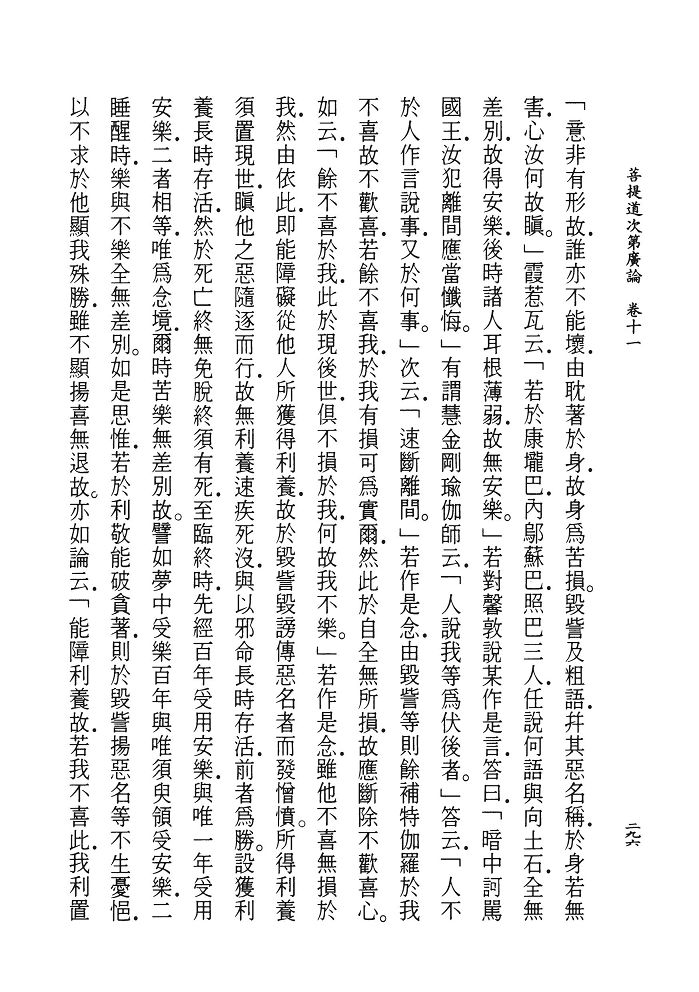 菩提道次第廣論　卷十一
二九六
「意非有形故．誰亦不能壞．由耽著於身．故身爲苦損。毀訾及粗語．幷其惡名稱．於身若無
害．心汝何故瞋。」霞惹瓦云．「若於康壠巴．內鄔蘇巴．照巴三人．任說何語．與向土石．全無
差別．故得安樂．後時諸人耳根薄弱．故無安樂。」若對馨敦說某作是言．答曰．「暗中訶罵
國王．汝犯離間．應當懺悔。」有謂慧金剛瑜伽師云．「人說我等爲伏後者。」答云．「人不
於人作言說事．又於何事。」次云．「速斷離間。」若作是念．由毀訾等則餘補特伽羅於我
不喜．故不歡喜．若餘不喜我．於我有損．可爲實爾．然此於自全無所損．故應斷除不歡喜心。
如云．「餘不喜於我．此於現後世．俱不損於我．何故我不樂。」若作是念．雖他不喜無損於
我．然由依此．即能障礙從他人所獲得利養．故於毀訾毀謗傳惡名者而發憎憤。所得利養
須置現世．瞋他之惡隨逐而行．故無利養速疾死沒．與以邪命長時存活．前者爲勝。設獲利
養長時存活．然於死亡終無免脫．終須有死．至臨終時．先經百年受用安樂．與唯一年受用
安樂．二者相等．唯爲念境．爾時苦樂無差別故。譬如夢中受樂百年與唯須臾領受安樂．二
睡醒時．樂與不樂全無差別。如是思惟．若於利敬能破貪著．則於毀訾揚惡名等不生憂悒．
以不求於他顯我殊勝．雖不顯揚喜無退故。亦如論云．「能障利養故．若我不喜此．我利置